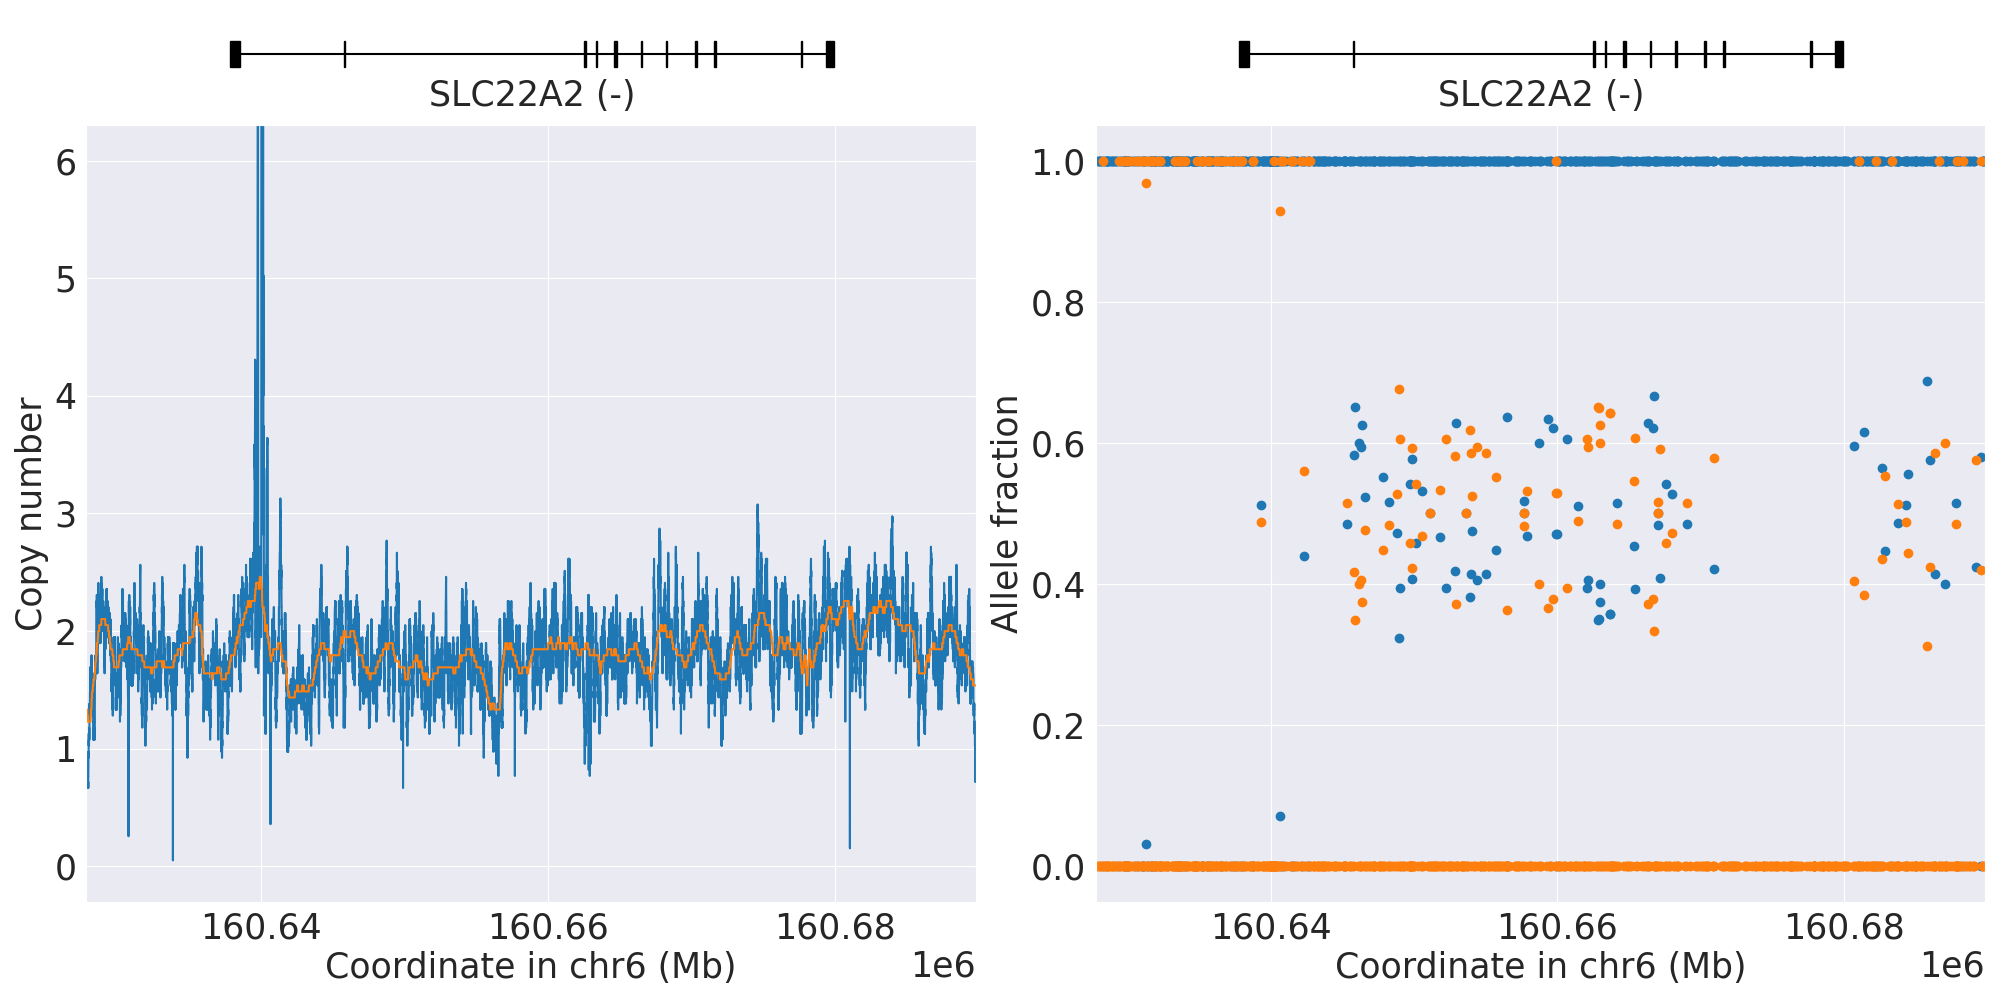 SLC22A2 (-)
6
5
4
3
2
1
0
Copy number
160.64
160.66
160.68
Coordinate in chr6 (Mb)
1e6
SLC22A2 (-)
1.0
0.8
0.6
0.4
0.2
0.0
Allele fraction
160.64
160.66
160.68
Coordinate in chr6 (Mb)
1e6